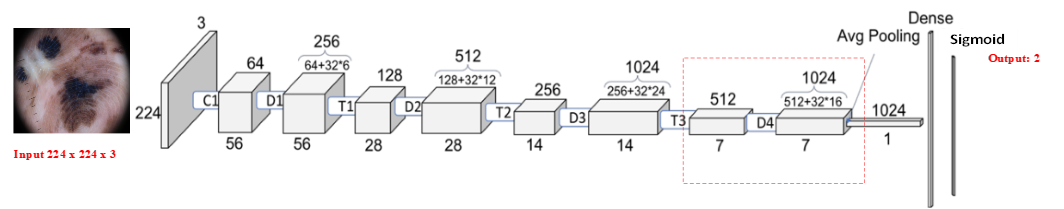 3
224
Input 224 x 224 x 3
C1
64
56
D1
256
64+32*6
56
T1
128
28
D2
512
128+32*12
28
T2
256
14
D3
1024
256+32*24
14
T3
512
7
D4
1024
512+32*16
7
Avg Pooling
1024
1
Dense
Sigmoid
Output: 2